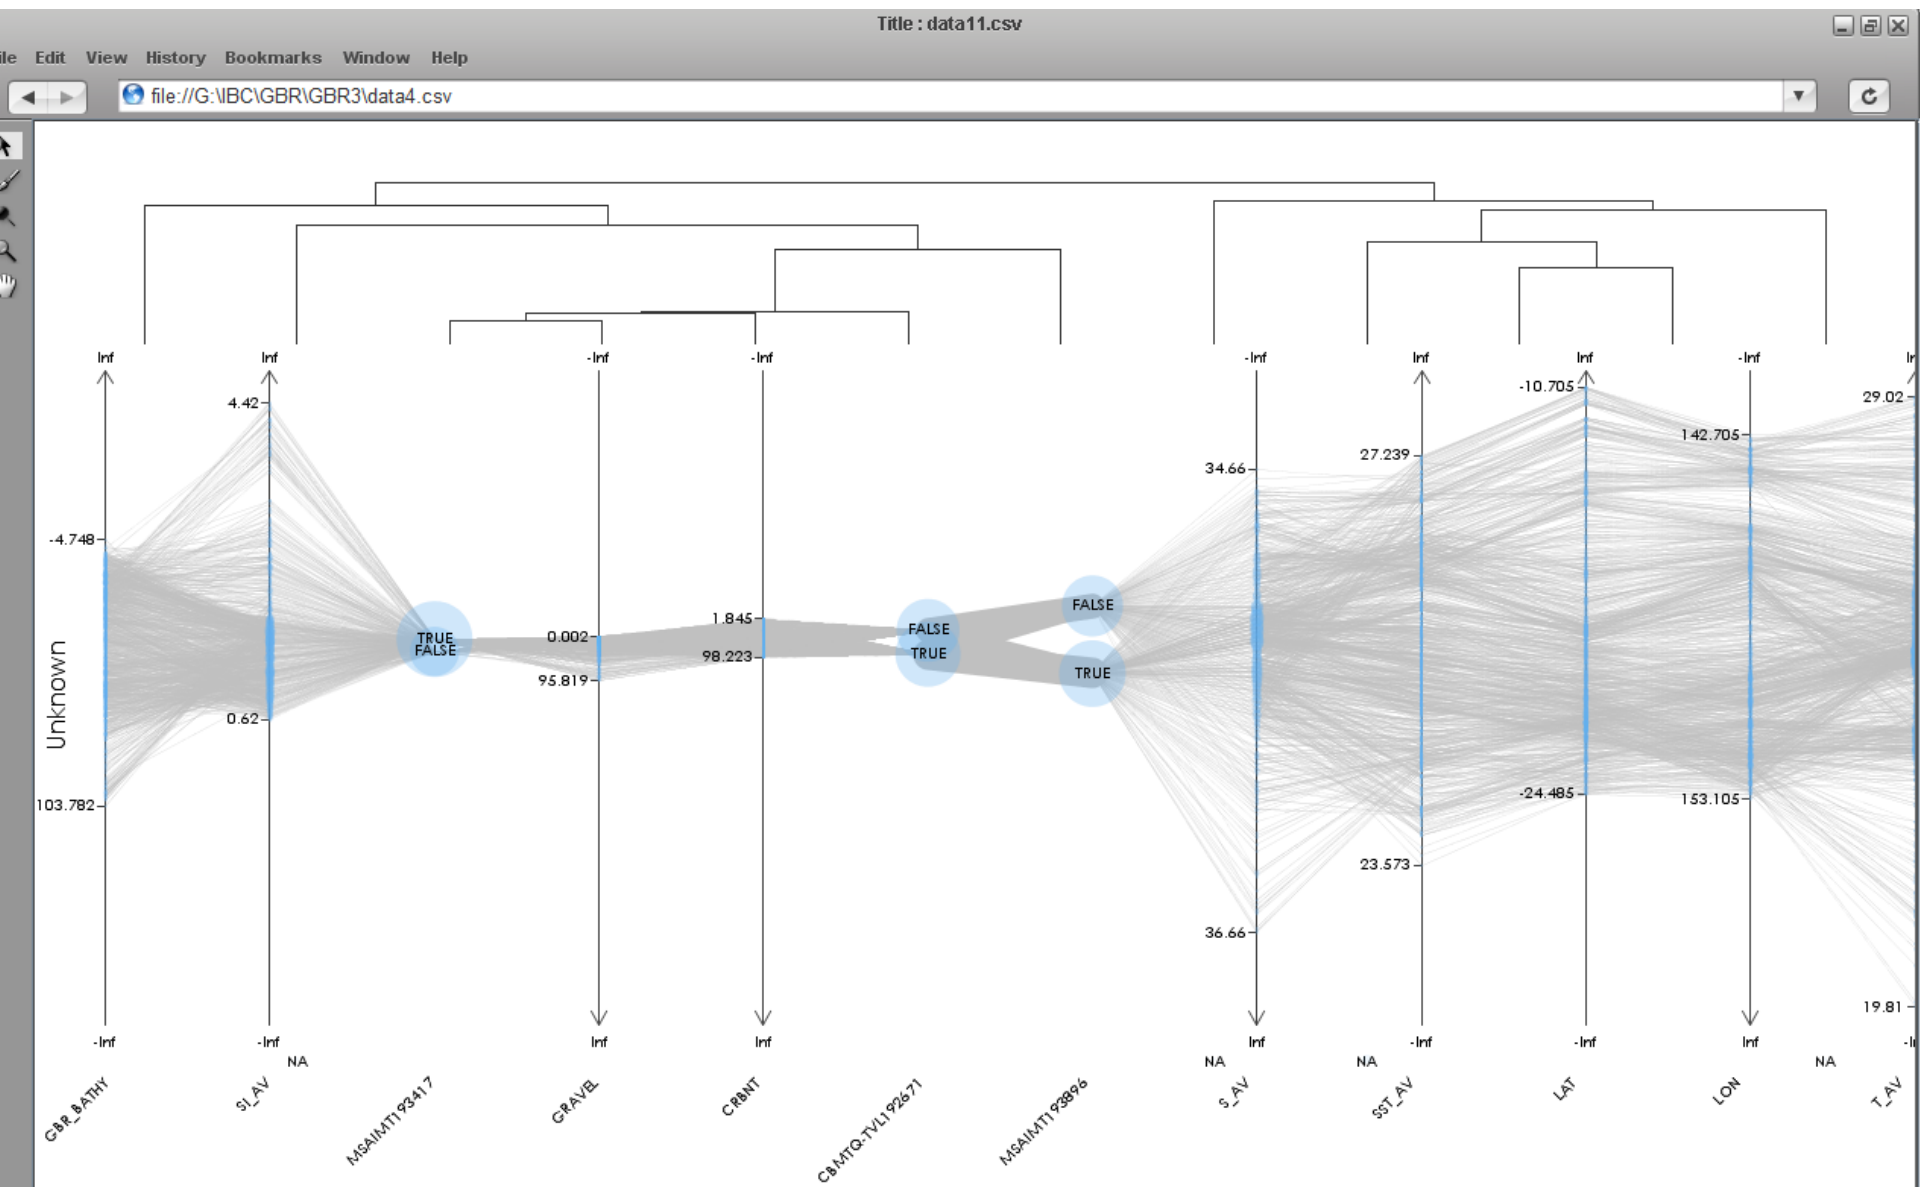 Title : data11.csv
ile Edit View History Bookmarks Window Help
file://G:\IBC\GBR\GBR3\data4.csv
Inf Inf -Inf -Inf -Inf Inf Inf -Inf Ir
-10.705
29.02
4.42
142.705
27.239
34.66
-4.748
FALSE
1.845
FALSE
0.002
TRUE
FALSE
TRUE
98.223
TRUE
95.819
Unknown
0.62
-24.485
153.105
103.782
23.573
36.66
19.81
-Inf -Inf Inf Inf Inf -Inf -Inf Inf -Ii
NA NA NA NA
GBR_BATHY
SI_AV
MSAIMT193417
GRAVEL
CRBNT
CBMTQ-TVL192671
MSAIMT193896
S_AV
SST_AV
LAT
LON
T_AV